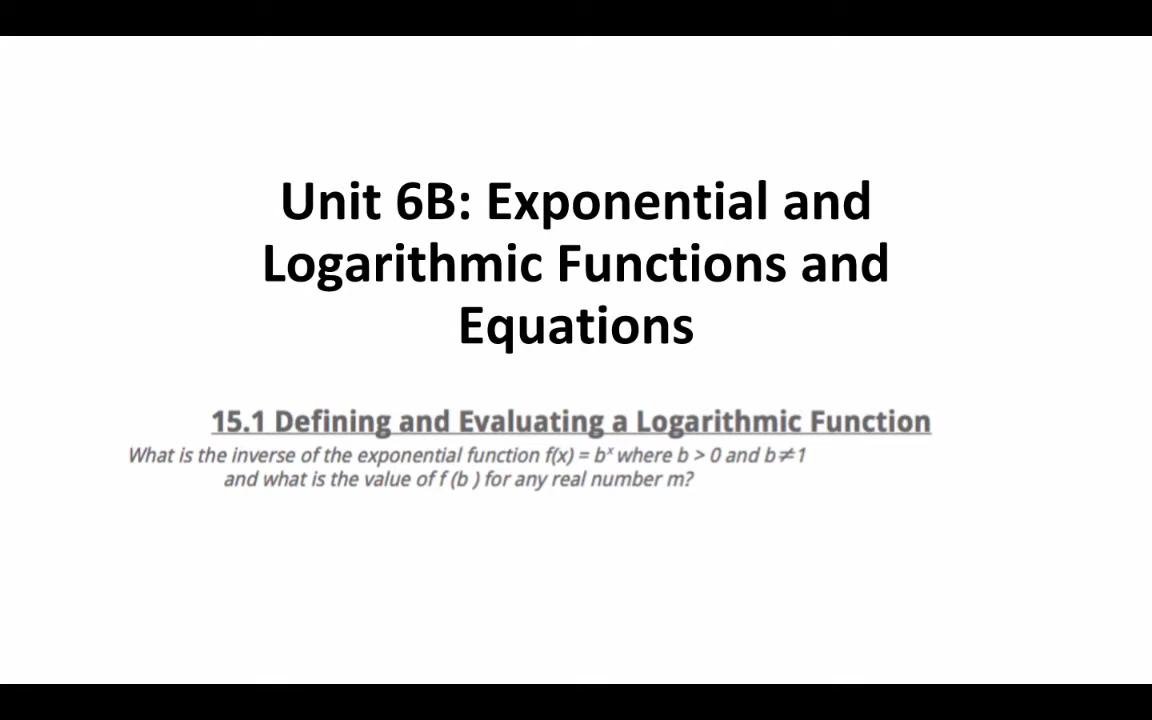 Unit 6B: Exponential and
Logarithmic Functions and
Equations
15.1 Defining and Evaluating a Logarithmic Function
What is the inverse of the exponential function f(x) = bˣ where b > 0 and b≠1
and what is the value of f (b ) for any real number m?